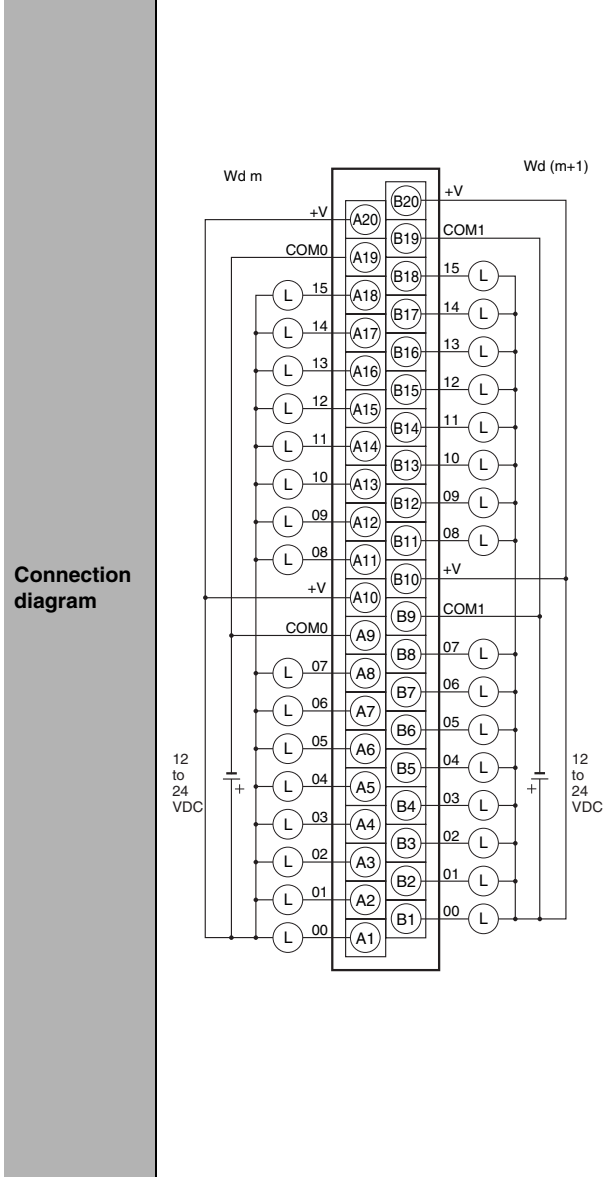 Connection
diagram
Wd m
Wd (m+1)
+V A20
B20 +V
COM0 A19
B19 COM1
L 15 A18
B18 15 L
L 14 A17
B17 14 L
L 13 A16
B16 13 L
L 12 A15
B15 12 L
L 11 A14
B14 11 L
L 10 A13
B13 10 L
L 09 A12
B12 09 L
L 08 A11
B11 08 L
+V A10
B10 +V
COM0 A9
B9 COM1
L 07 A8
B8 07 L
L 06 A7
B7 06 L
L 05 A6
B6 05 L
L 04 A5
B5 04 L
L 03 A4
B4 03 L
L 02 A3
B3 02 L
L 01 A2
B2 01 L
L 00 A1
B1 00 L
12
to
24
VDC
+
12
to
24
VDC
+